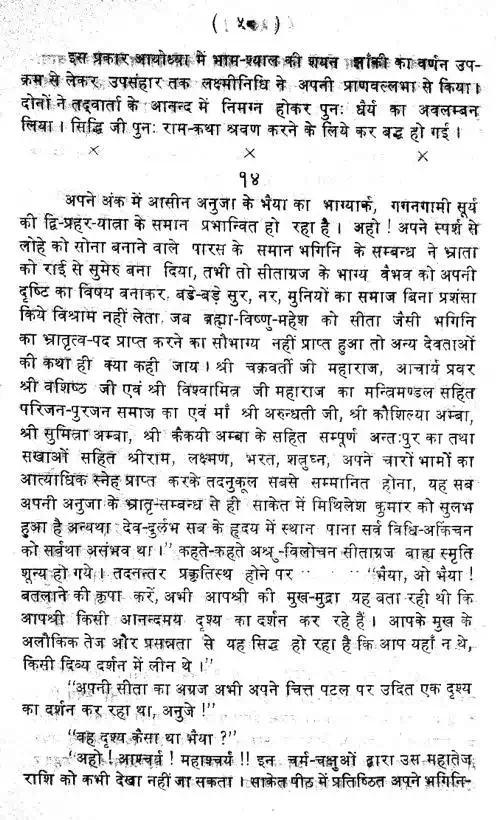 ( ५० )
इस प्रकार अयोध्या में भाम-श्याल की शयन झाँकी का वर्णन उप-
क्रम से लेकर उपसंहार तक लक्ष्मीनिधि ने अपनी प्राणवल्लभा से किया।
दोनों ने तद्वार्ता के आनन्द में निमग्न होकर पुनः धैर्य का अवलम्बन
लिया। सिद्धि जी पुनः राम-कथा श्रवण करने के लिये कर बद्ध हो गई।
× × ×
१४
अपने अंक में आसीन अनुजा के भैया का भाग्यार्क, गगनगामी सूर्य
की द्वि-प्रहर-यात्रा के समान प्रभान्वित हो रहा है। अहो! अपने स्पर्श से
लोहे को सोना बनाने वाले पारस के समान भगिनि के सम्बन्ध ने भ्राता
को राई से सुमेरु बना दिया, तभी तो सीताग्रज के भाग्य वैभव को अपनी
दृष्टि का विषय वनाकर बडे-बड़े सुर, नर, मुनियों का समाज बिना प्रशंसा
किये विश्राम नहीं लेता. जब ब्रह्मा-विष्णु-महेश को सीता जैसी भगिनि
का भ्रातृत्व-पद प्राप्त करने का सौभाग्य नहीं प्राप्त हुआ तो अन्य देवताओं
की कथा ही क्या कही जाय। श्री चक्रवर्ती जी महाराज, आचार्य प्रवर
श्री वशिष्ठ जी एवं श्री विश्वामित्र जी महाराज का मन्त्रिमण्डल सहित
परिजन-पुरजन समाज का एवं माँ श्री अरुन्धती जी, श्री कौशिल्या अम्बा,
श्री सुमित्रा अम्बा, श्री कैकयी अम्बा के सहित सम्पूर्ण अन्तःपुर का तथा
सखाओं सहित श्रीराम, लक्ष्मण, भरत, शत्रुघ्न, अपने चारों भामों का
आत्याधिक स्नेह प्राप्त करके तदनुकूल सबसे सम्मानित होना, यह सब
अपनी अनुजा के भ्रातृ-सम्बन्ध से ही साकेत में मिथिलेश कुमार को सुलभ
हुआ है अन्यथा देव-दुर्लभ सब के हृदय में स्थान पाना सर्व विधि-अकिंचन
को सर्वथा असंभव था।" कहते-कहते अश्रु-विलोचन सीताग्रज बाह्य स्मृति
शून्य हो गये। तदनन्तर प्रकृतिस्थ होने पर ... ... "भैया, ओ भैया!
बतलाने की कृपा करें, अभी आपश्री की मुख-मुद्रा यह बता रही थी कि
आपश्री किसी आनन्दमय दृश्य का दर्शन कर रहे हैं। आपके मुख के
अलौकिक तेज और प्रसन्नता से यह सिद्ध हो रहा है कि आप यहाँ न थे,
किसी दिव्य दर्शन में लीन थे।"
"अपनी सीता का अग्रज अभी अपने चित्त पटल पर उदित एक दृश्य
का दर्शन कर रहा था, अनुजे!"
"वह दृश्य कैसा था भैया?"
"अहो! आश्चर्य! महाश्चर्य!! इन चर्म-चक्षुओं द्वारा उस महातेज
राशि को कभी देखा नहीं जा सकता। साकेत पीठ में प्रतिष्ठित अपने भगिनि-